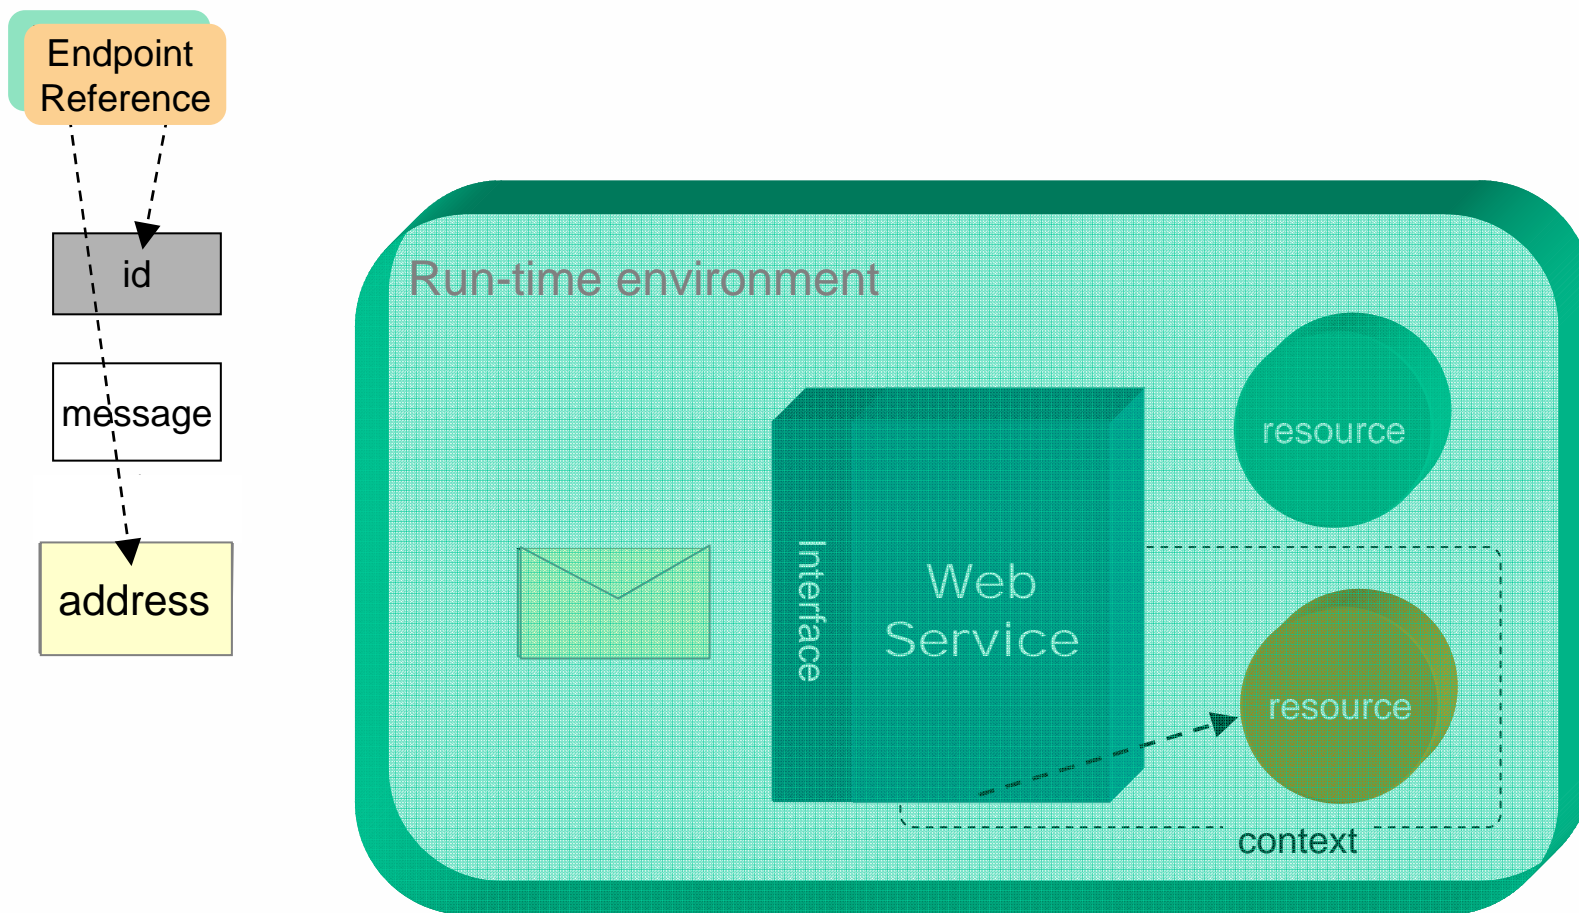 Endpoint
Reference
id
message
address
Run-time environment
Interface
Web
Service
resource
resource
context